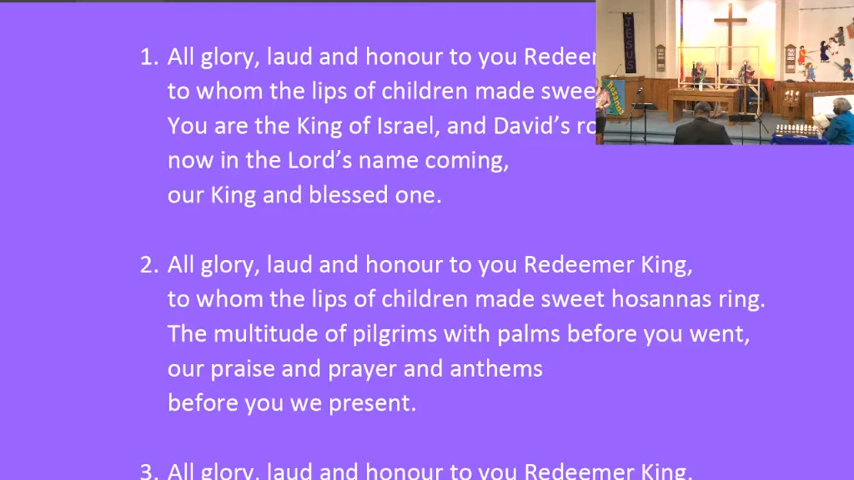 1. All glory, laud and honour to you Redeem
to whom the lips of children made swee
You are the King of Israel, and David's
now in the Lord's name coming,
our King and blessed one.
2. All glory, laud and honour to you Redeemer King,
to whom the lips of children made sweet hosannas ring.
The multitude of pilgrims with palms before you went,
our praise and prayer and anthems
before you we present.
3. All glory, laud and honour to you Redeemer King,
JESUS